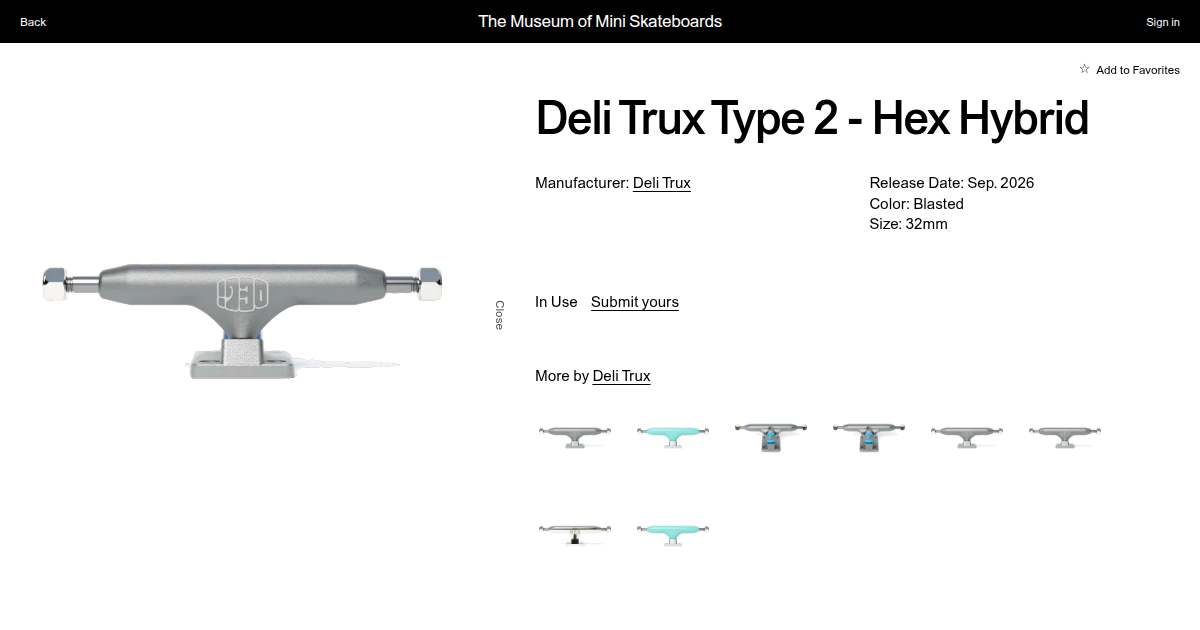 Back
The Museum of Mini Skateboards
Sign in
☆ Add to Favorites
Deli Trux Type 2 - Hex Hybrid
Manufacturer: Deli Trux
Release Date: Sep. 2026
Color: Blasted
Size: 32mm
Close
In Use Submit yours
More by Deli Trux